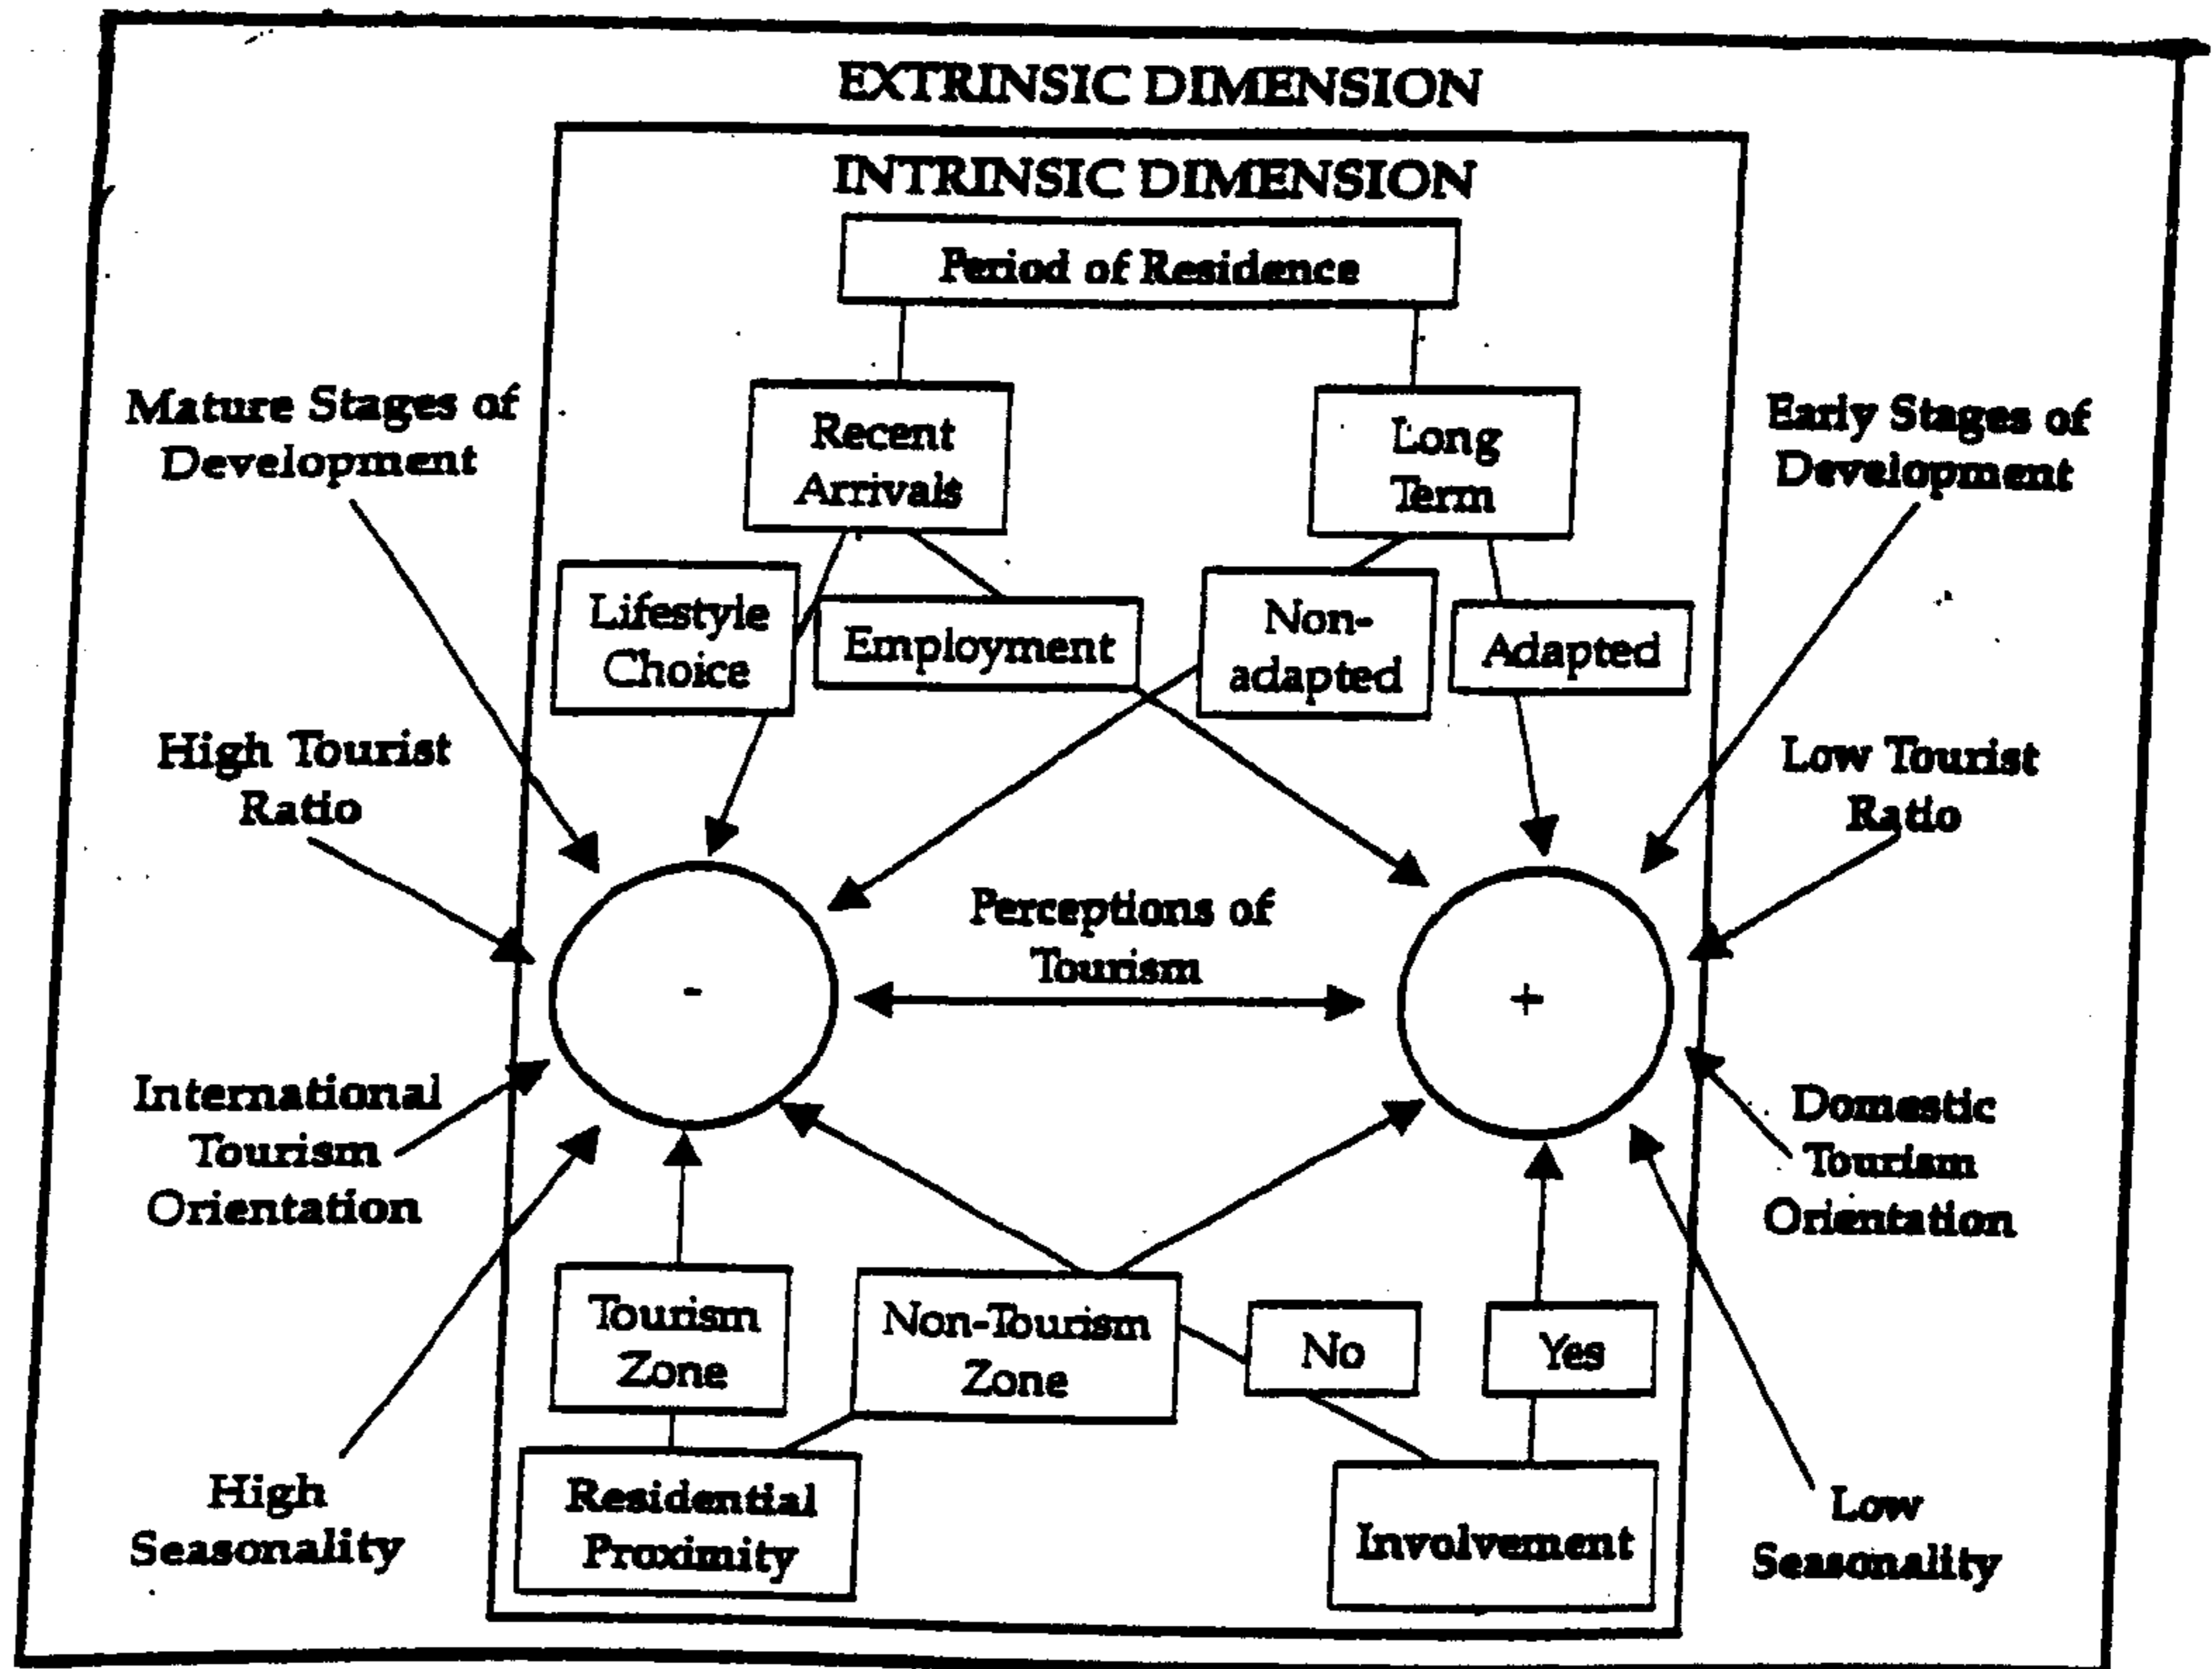 EXTRINSIC DIMENSION
INTRINSIC DIMENSION
Period of Residence
Mature Stages of
Development
Recent
Arrivals
Long
Term
Early Stages of
Development
Lifestyle
Choice
Employment
Non-
adapted
Adapted
High Tourist
Ratio
Low Tourist
Ratio
Perceptions of
Tourism
-
+
International
Tourism
Orientation
Domestic
Tourism
Orientation
Tourism
Zone
Non-Tourism
Zone
No
Yes
High
Seasonality
Residential
Proximity
Involvement
Low
Seasonality